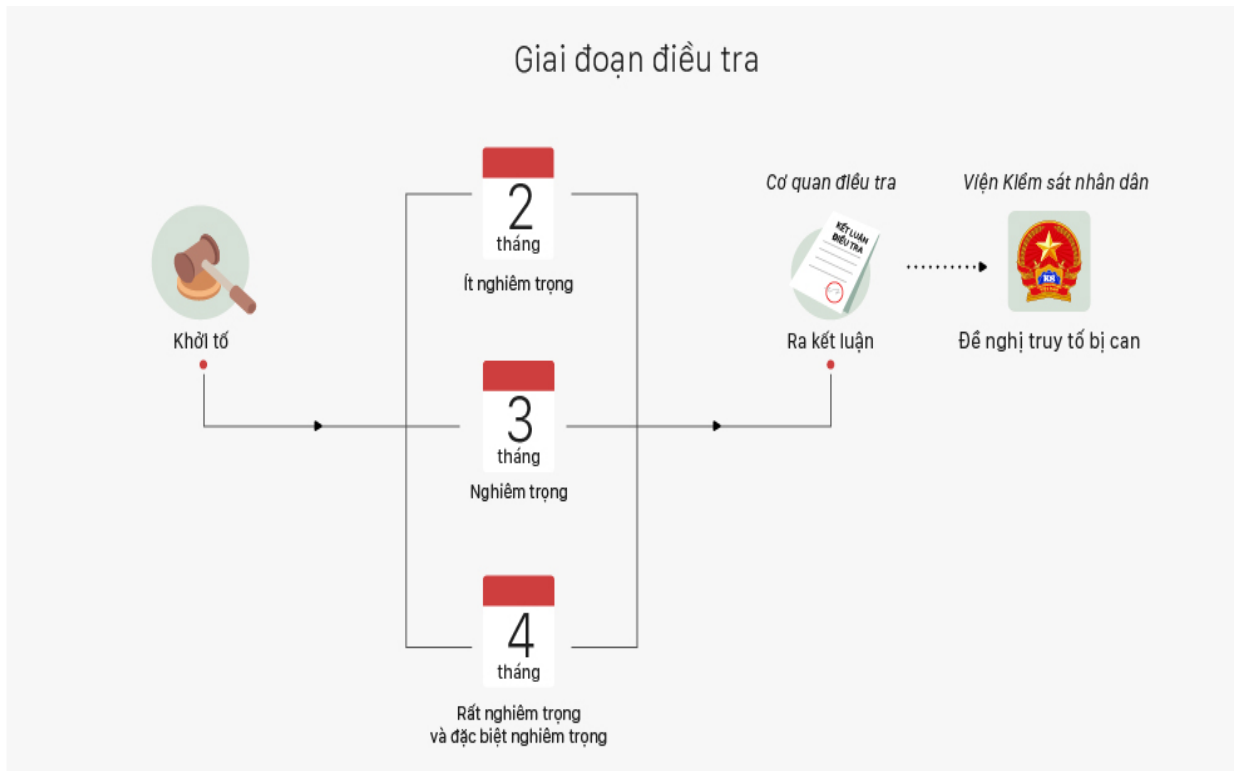 Giai đoạn điều tra
2
tháng
Ít nghiêm trọng
Cơ quan điều tra
Viện Kiểm sát nhân dân
KẾT LUẬN
ĐIỀU TRA
Khởi tố
Ra kết luận
Đề nghị truy tố bị can
3
tháng
Nghiêm trọng
4
tháng
Rất nghiêm trọng
và đặc biệt nghiêm trọng